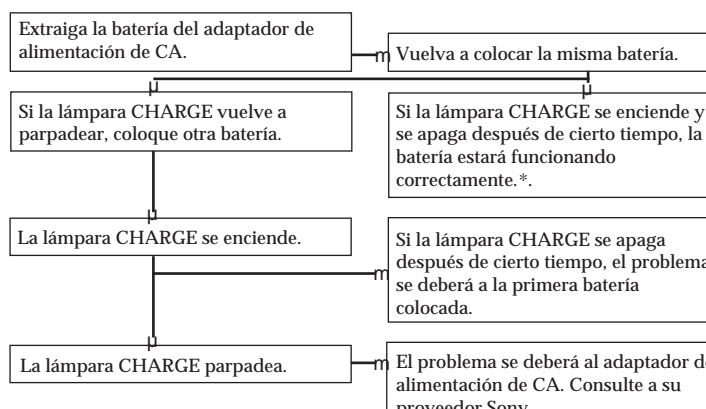 Extraiga la batería del adaptador de
alimentación de CA.
m
Vuelva a colocar la misma batería.
µ
µ
Si la lámpara CHARGE vuelve a
parpadear, coloque otra batería.
Si la lámpara CHARGE se enciende y
se apaga después de cierto tiempo, la
batería estará funcionando
correctamente.*.
µ
La lámpara CHARGE se enciende.
m
Si la lámpara CHARGE se apaga
después de cierto tiempo, el problema
se deberá a la primera batería
colocada.
µ
La lámpara CHARGE parpadea.
m
El problema se deberá al adaptador de
alimentación de CA. Consulte a su
proveedor Sony